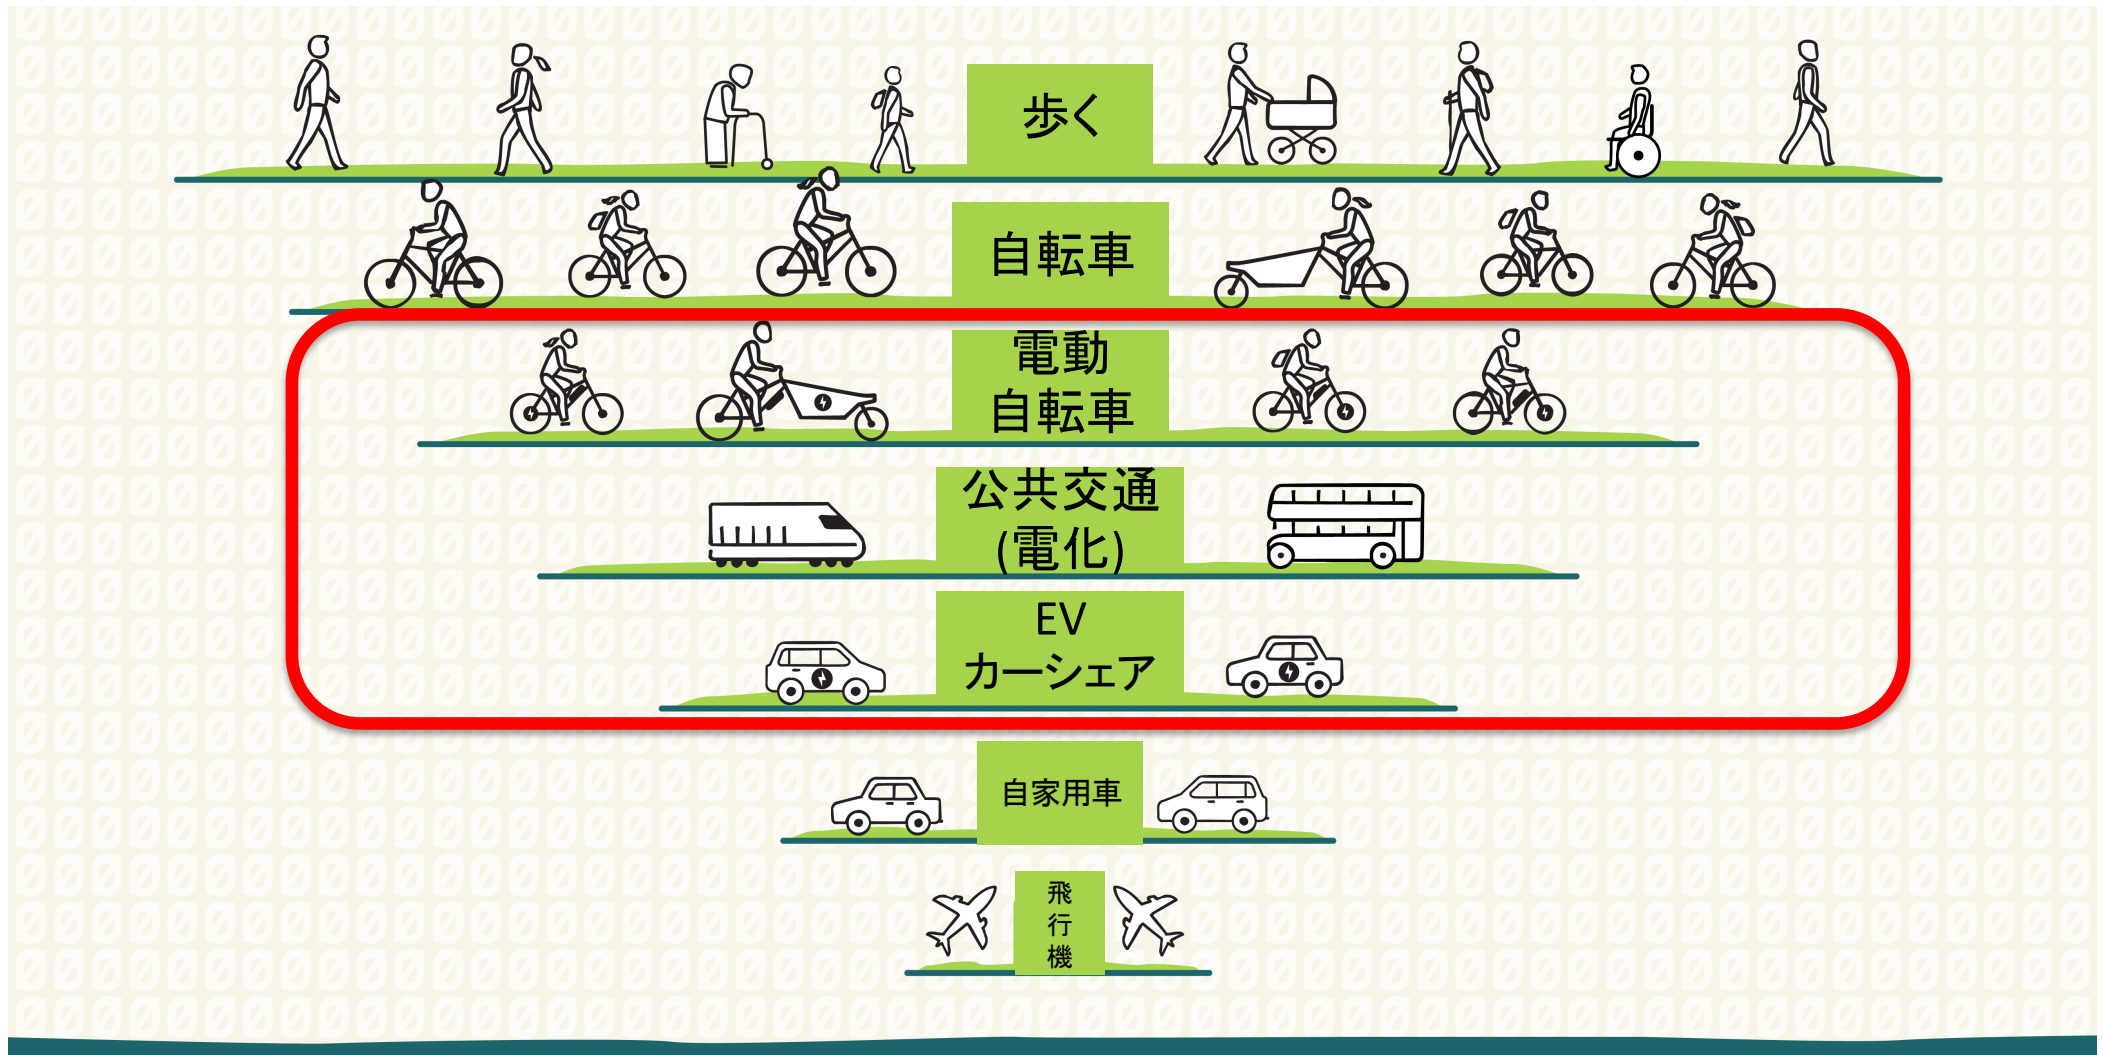 歩く
自転車
電動
自転車
公共交通
(電化)
EV
カーシェア
自家用車
飛
行
機